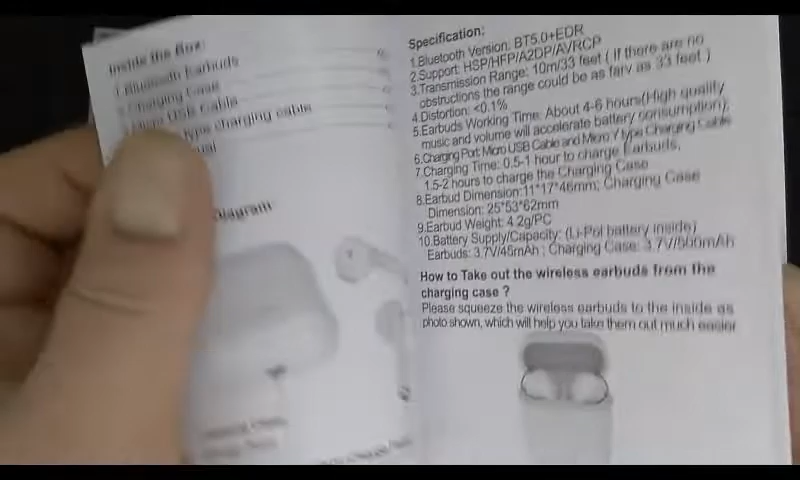 Inside the Box:
1.Bluetooth Earbuds
Charging Case
Micro USB Cable
type charging cable
Diagram
Specification:
1.Bluetooth Version: BT5.0+EDR
2.Support: HSP/HFP/A2DP/AVRCP
3.Transmission Range: 10m/33 feet ( If there are no
obstructions the range could be as farv as 33 feet )
4.Distortion: <0.1%
5.Earbuds Working Time: About 4-6 hours(High quality
music and volume will accelerate battery consumption);
6.Charging Port: Micro USB Cable and Micro Y type Charging Cable
7.Charging Time: 0.5-1 hour to charge Earbuds,
1.5-2 hours to charge the Charging Case
8.Earbud Dimension:11*17*46mm; Charging Case
Dimension: 25*53*62mm
9.Earbud Weight: 4.2g/PC
10.Battery Supply/Capacity: (Li-Pol battery inside)
Earbuds: 3.7V/45mAh ; Charging Case: 3.7V/500mAh
How to Take out the wireless earbuds from the
charging case ?
Please squeeze the wireless earbuds to the inside as
photo shown, which will help you take them out much easier